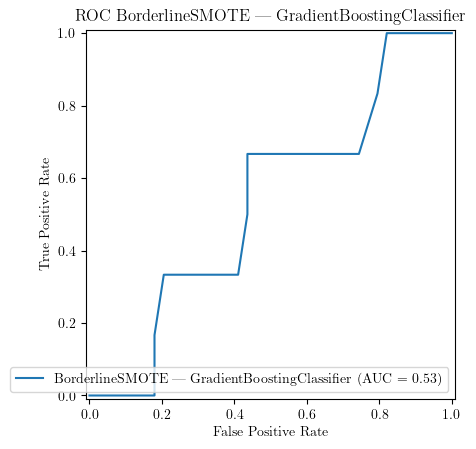 ROC BorderlineSMOTE — GradientBoostingClassifier
1.0
0.8
0.6
0.4
0.2
0.0
True Positive Rate
BorderlineSMOTE — GradientBoostingClassifier (AUC = 0.53)
0.0 0.2 0.4 0.6 0.8 1.0
False Positive Rate